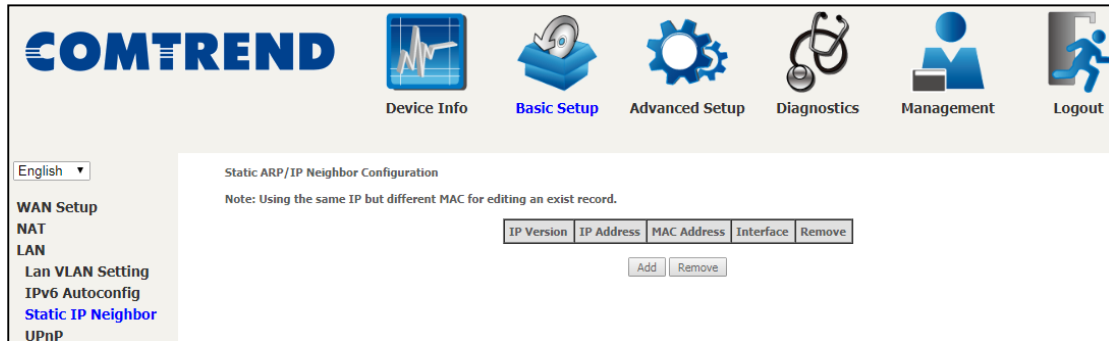 COMTREND
Device Info Basic Setup Advanced Setup Diagnostics Management Logout
English
WAN Setup
NAT
LAN
Lan VLAN Setting
IPv6 Autoconfig
Static IP Neighbor
UPnP
Static ARP/IP Neighbor Configuration
Note: Using the same IP but different MAC for editing an exist record.
IP Version IP Address MAC Address Interface Remove
Add Remove